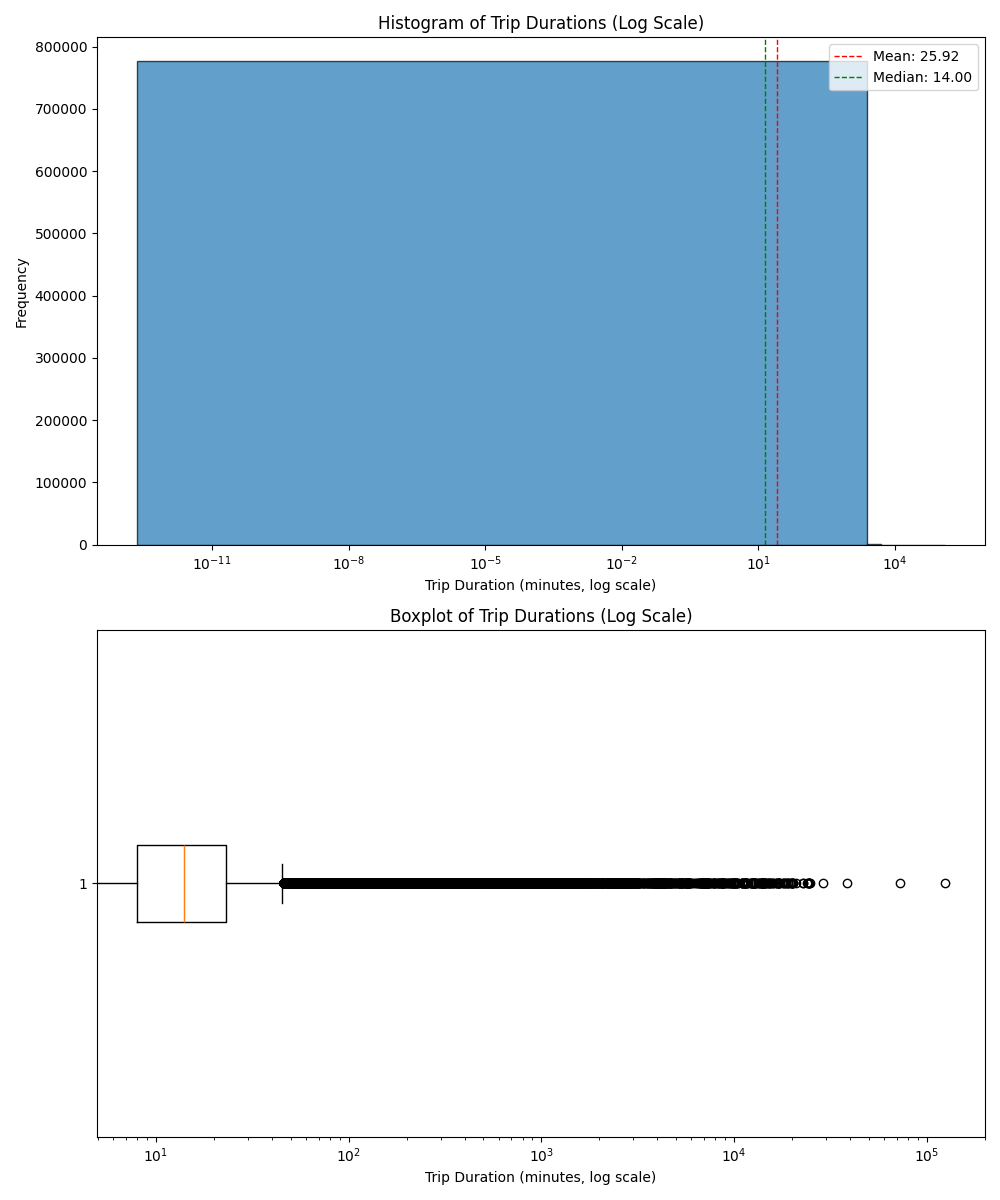 Histogram of Trip Durations (Log Scale)
Mean: 25.92
Median: 14.00
Frequency
800000
700000
600000
500000
400000
300000
200000
100000
0
10⁻¹¹ 10⁻⁸ 10⁻⁵ 10⁻² 10¹ 10⁴
Trip Duration (minutes, log scale)
Boxplot of Trip Durations (Log Scale)
1
10¹ 10² 10³ 10⁴ 10⁵
Trip Duration (minutes, log scale)